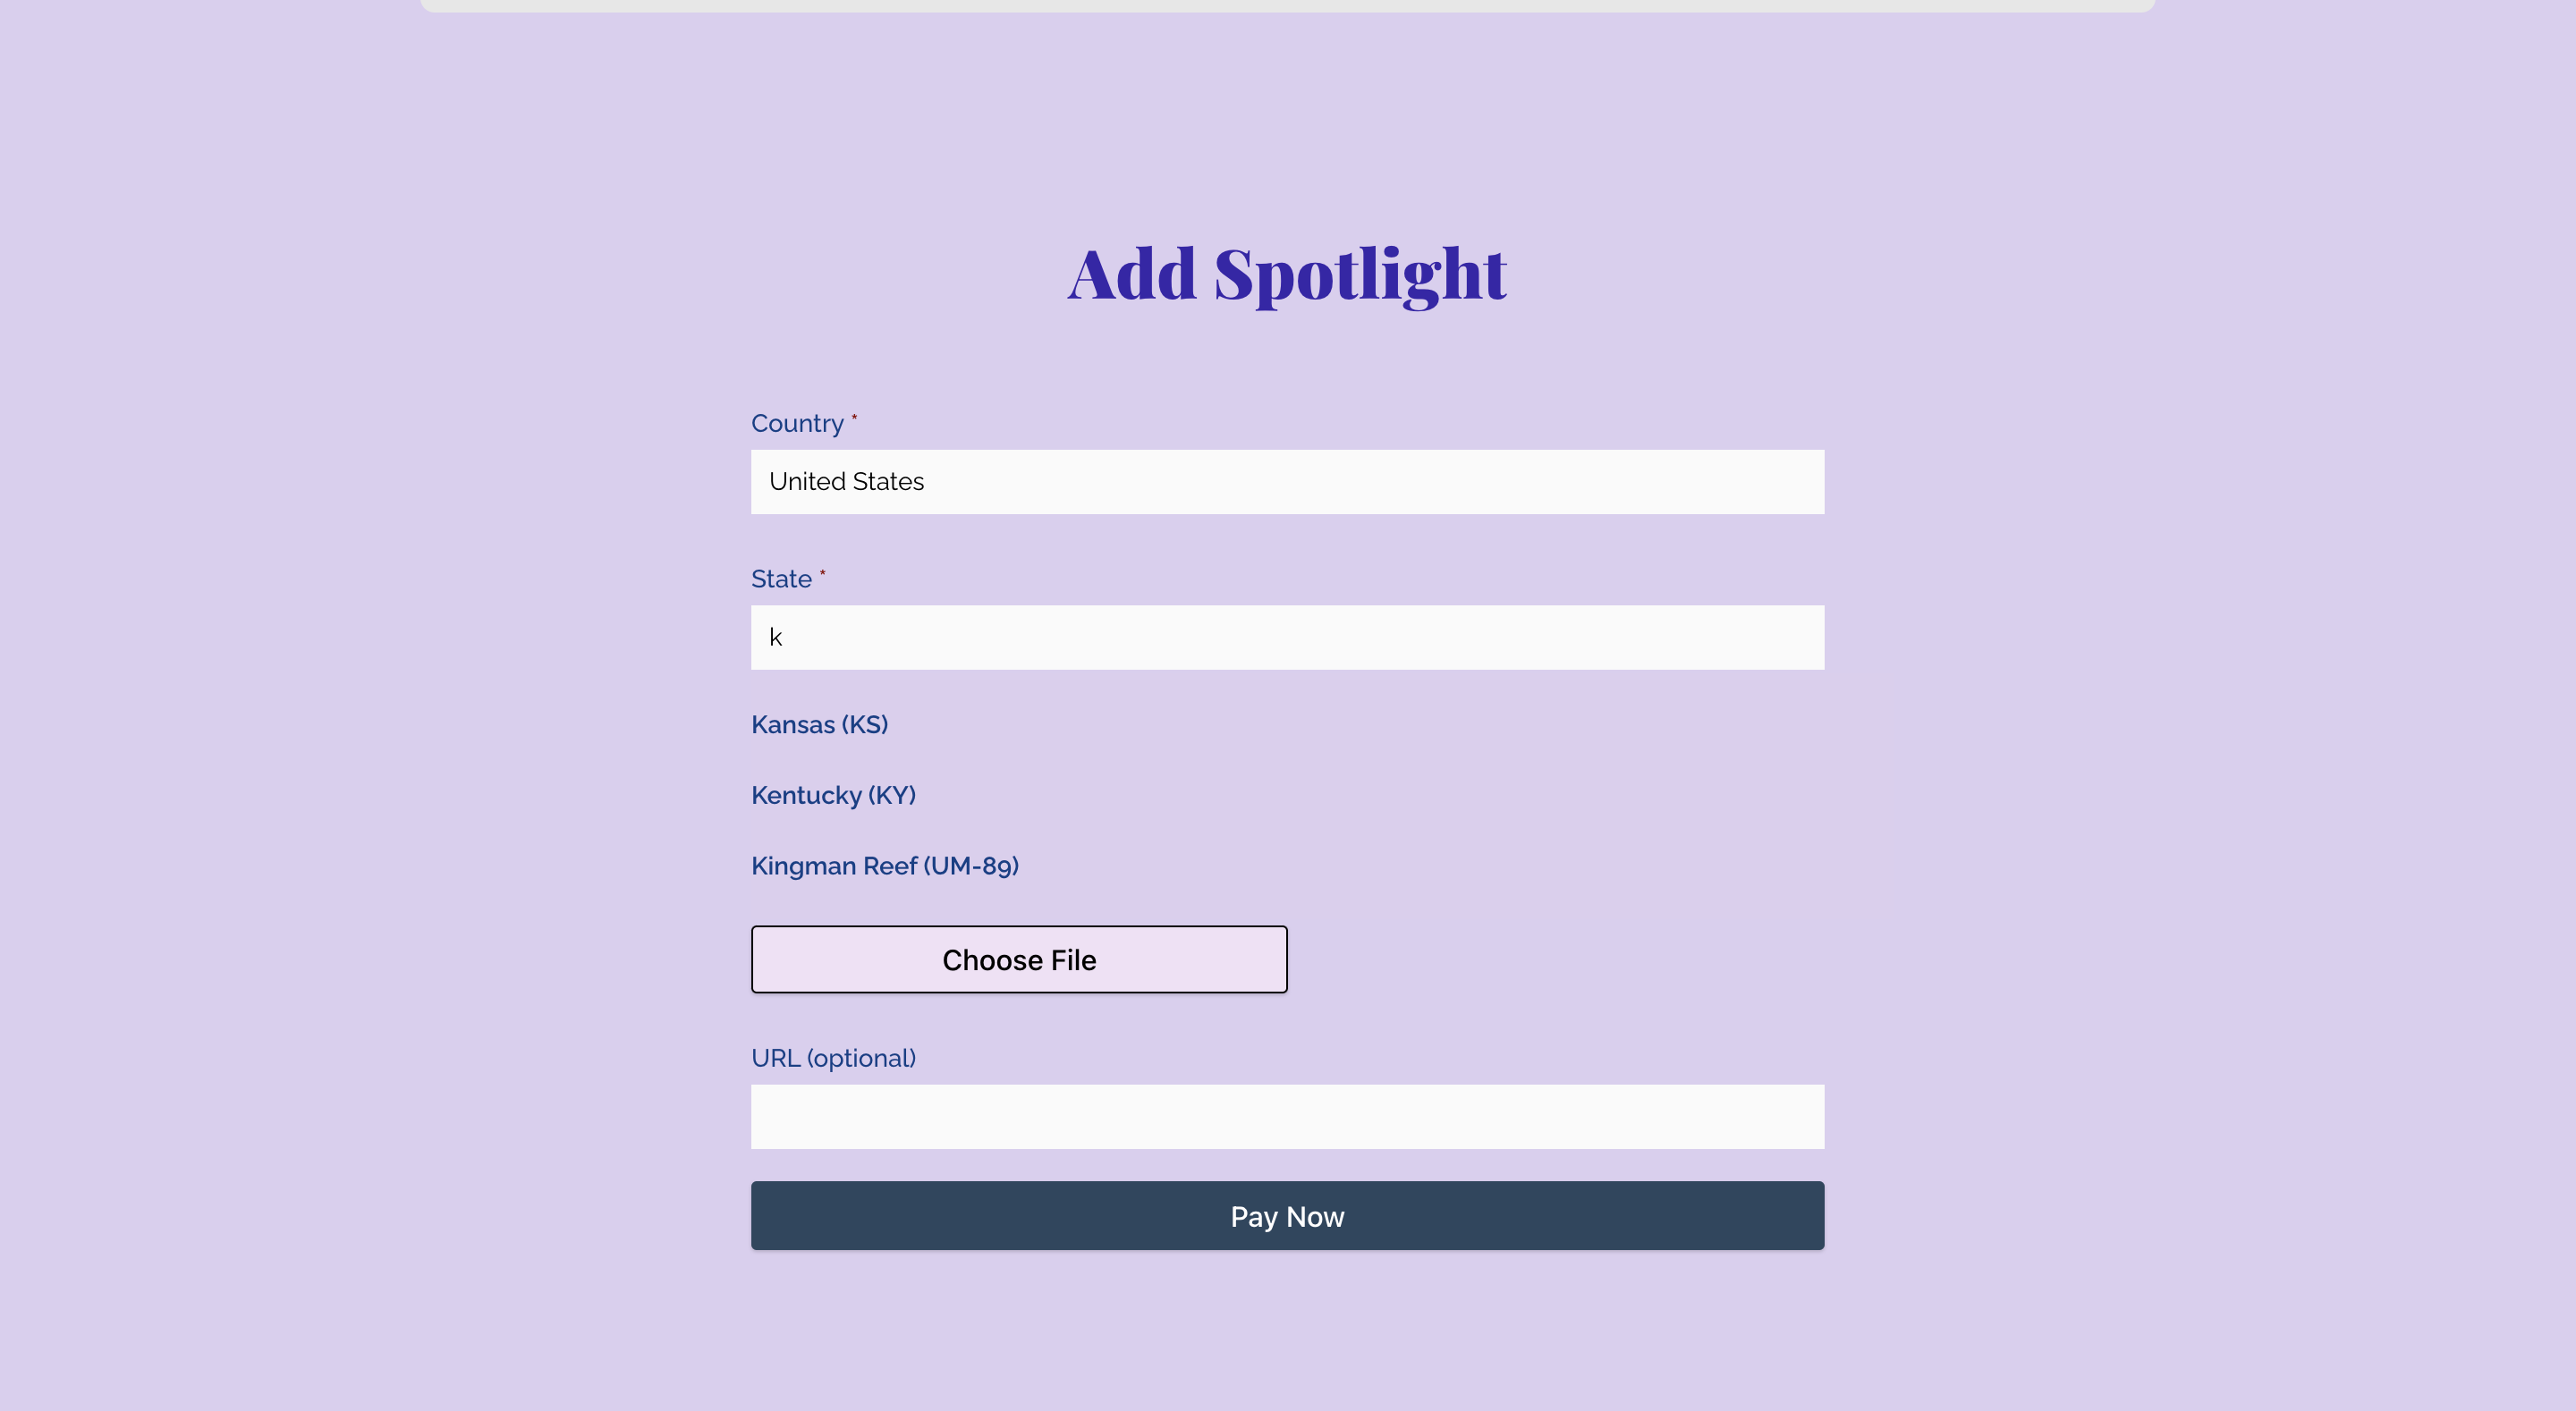 Add Spotlight
Country *
United States
State *
k
Kansas (KS)
Kentucky (KY)
Kingman Reef (UM-89)
Choose File
URL (optional)
Pay Now